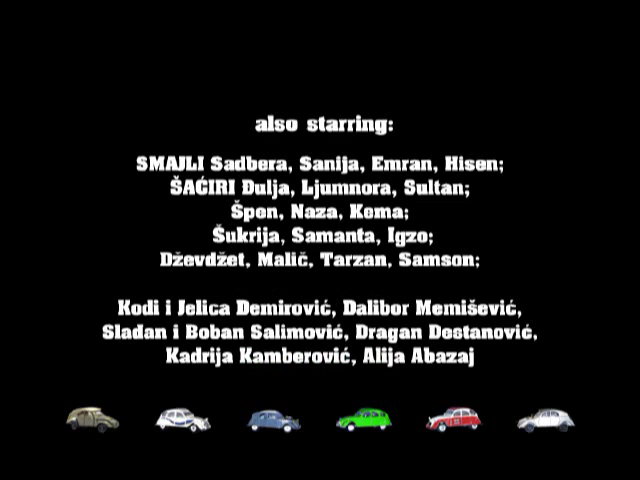 also starring:
SMAJLI Sadbera, Sanija, Emran, Hisen;
ŠAĆIRI Đulja, Ljumnora, Sultan;
Špen, Naza, Kema;
Šukrija, Samanta, Igzo;
Dževdžet, Malič, Tarzan, Samson;
Kodi i Jelica Demirović, Dalibor Memišević,
Sladan i Boban Salimović, Dragan Destanović,
Kadrija Kamberović, Alija Abazaj